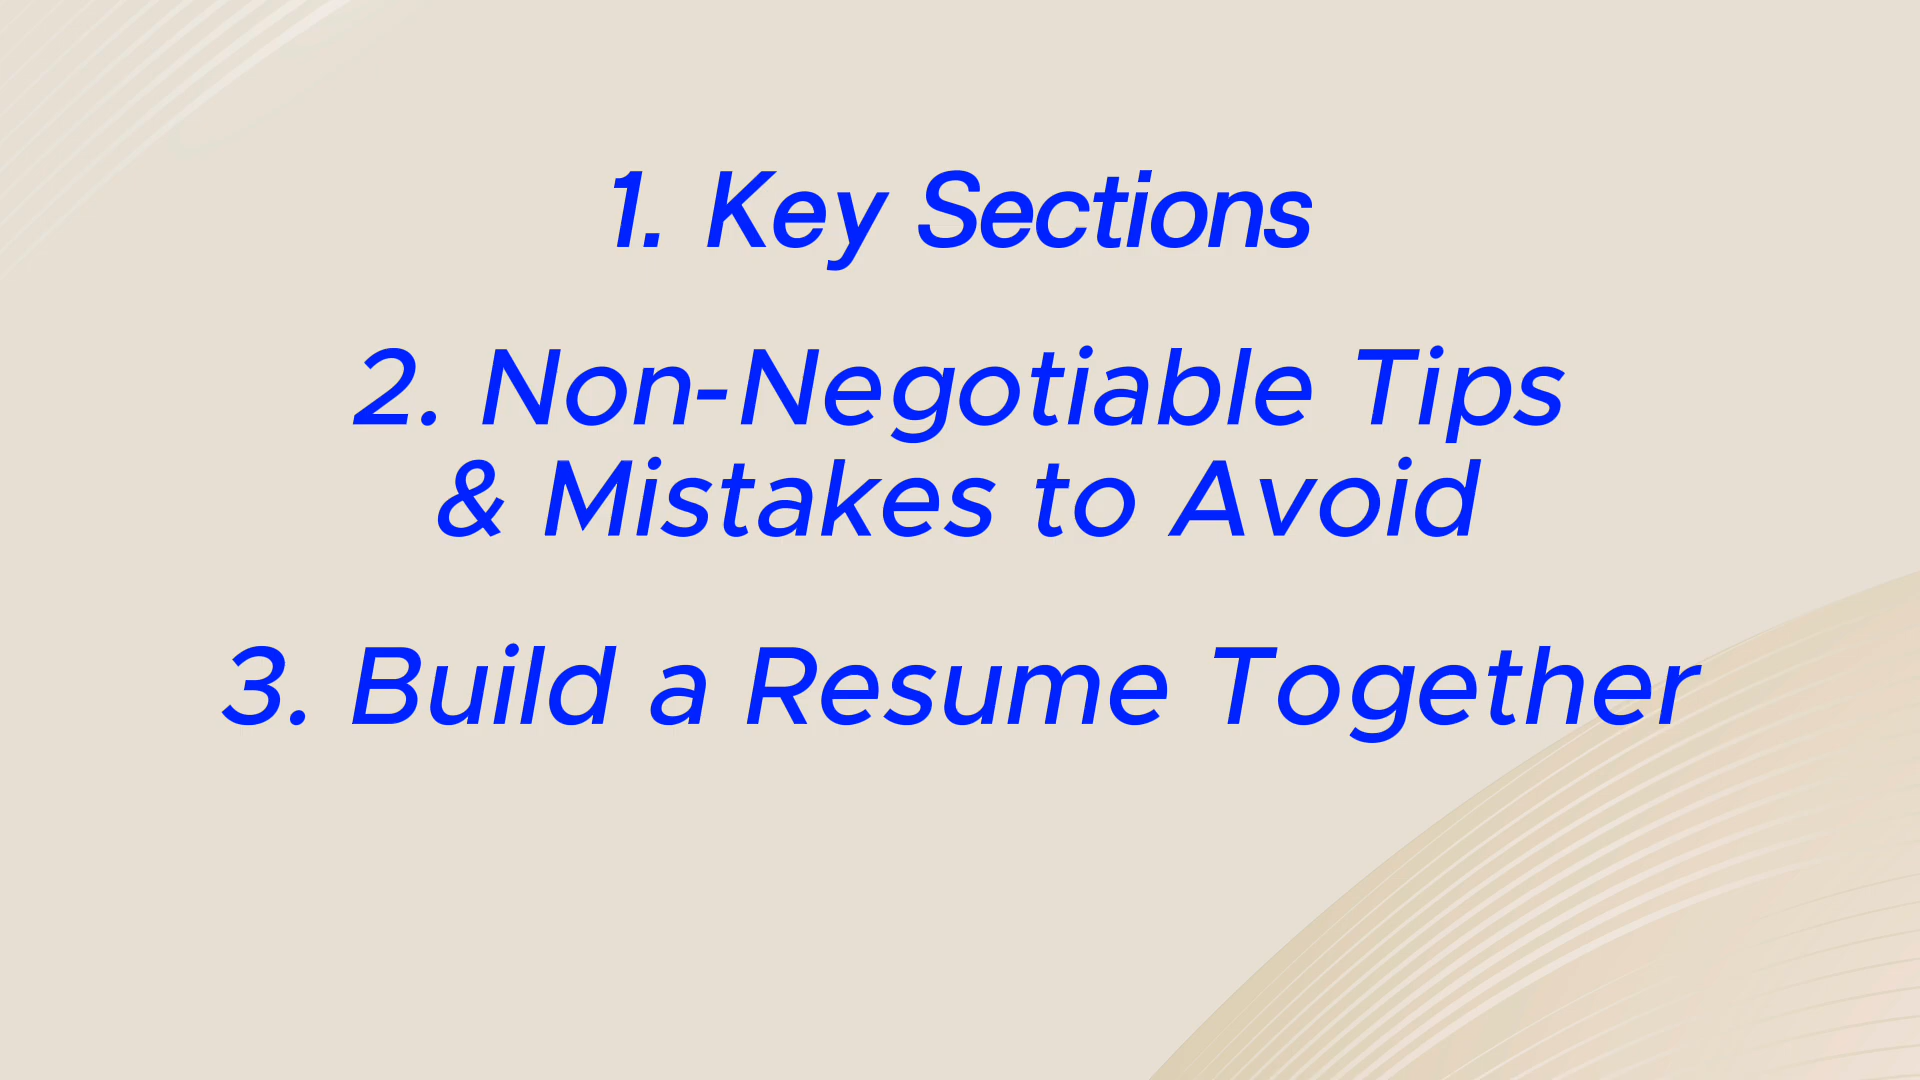 1. Key Sections
2. Non-Negotiable Tips
& Mistakes to Avoid
3. Build a Resume Together